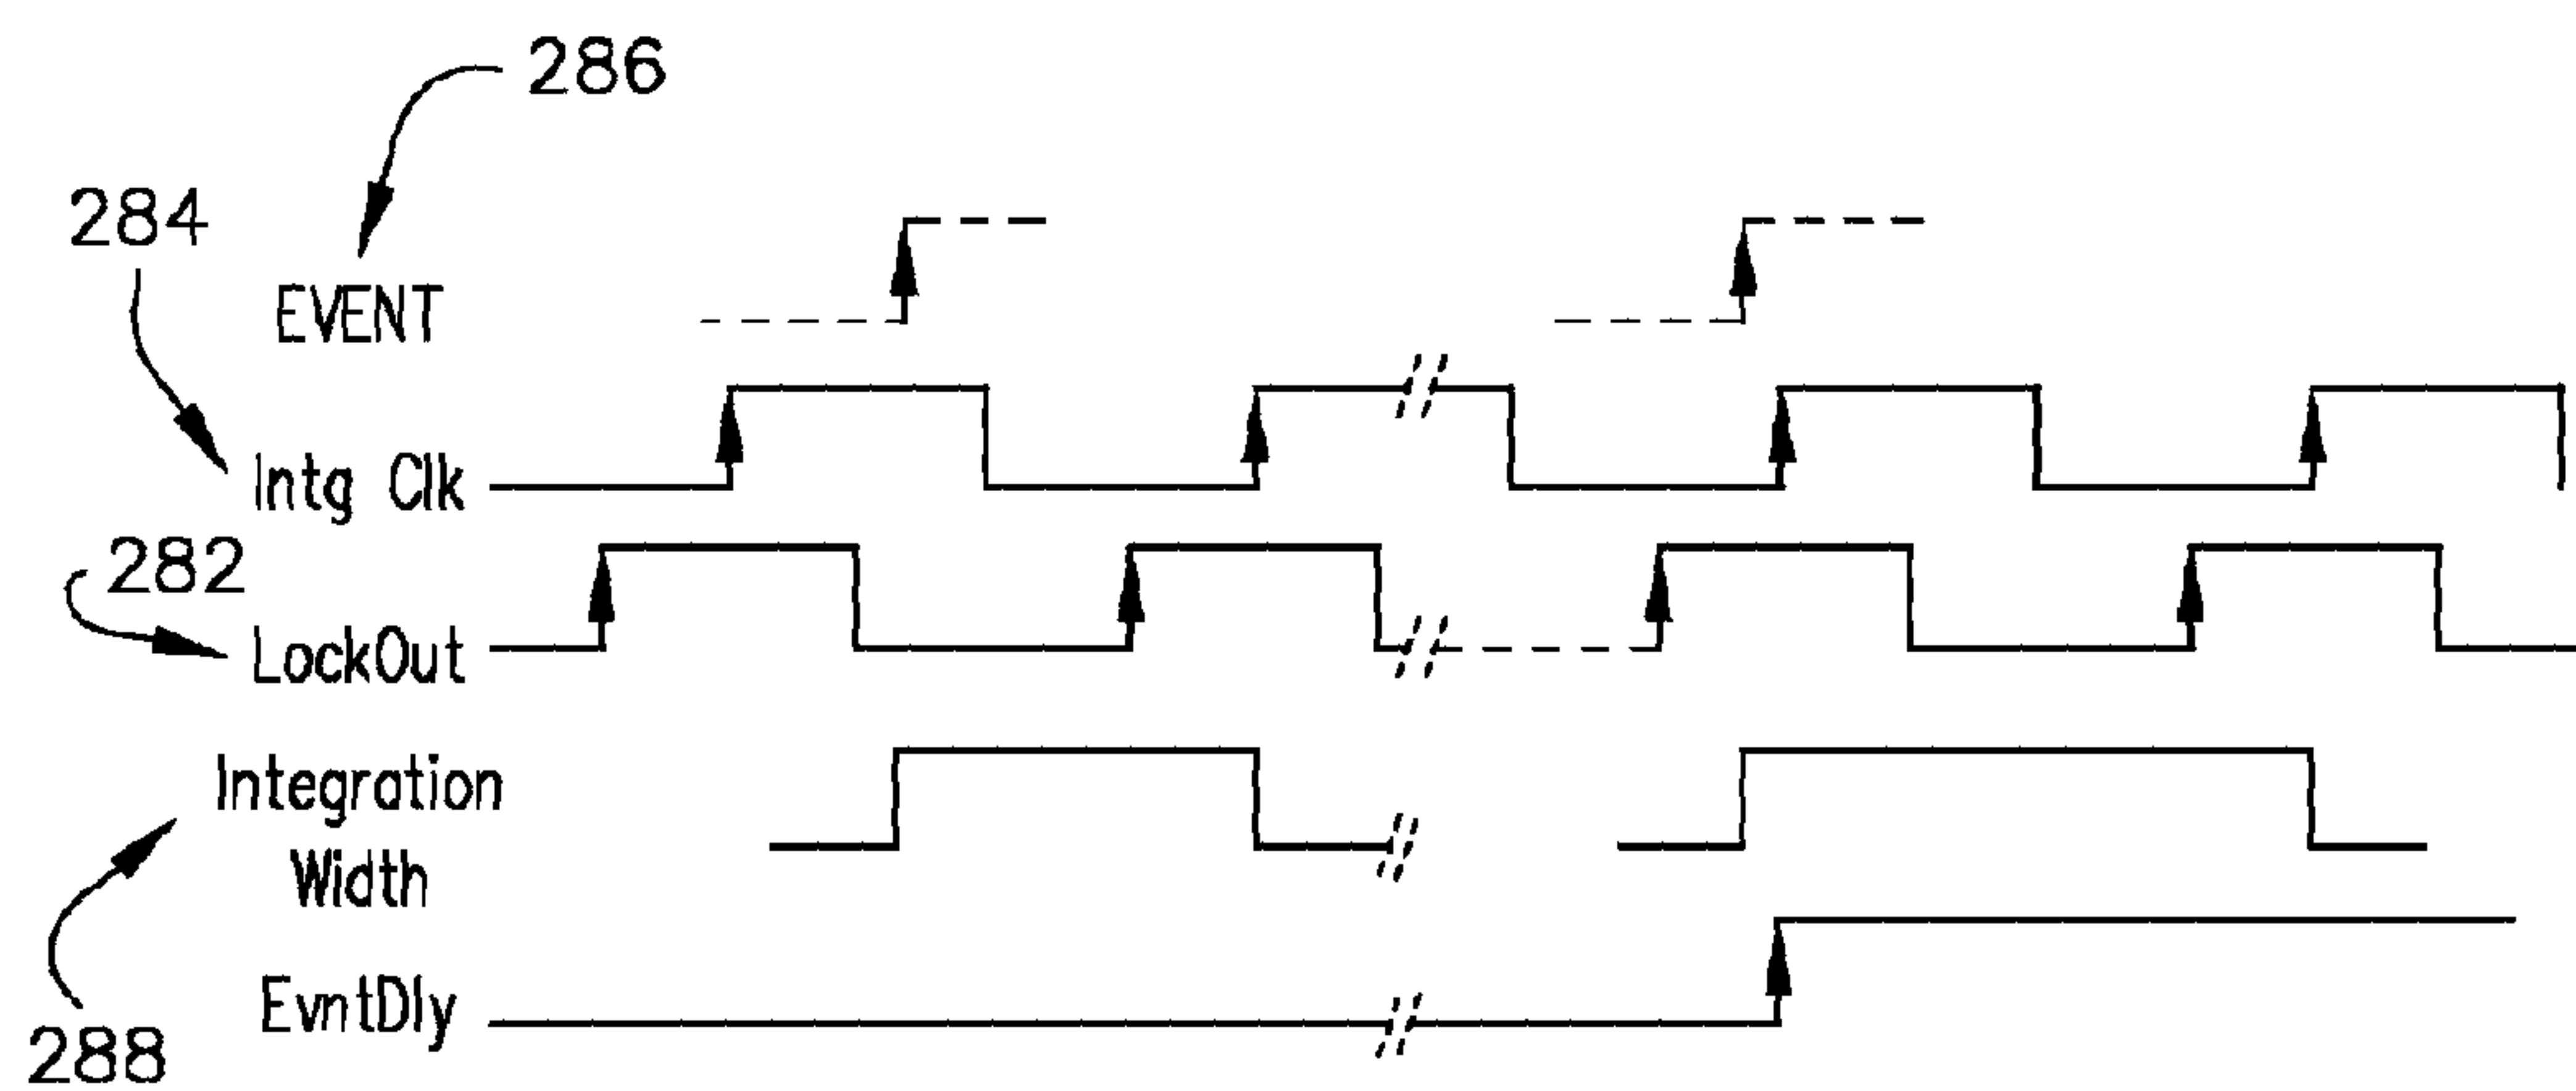 286
284
EVENT
Intg Clk
282
LockOut
Integration
Width
EvntDly
288